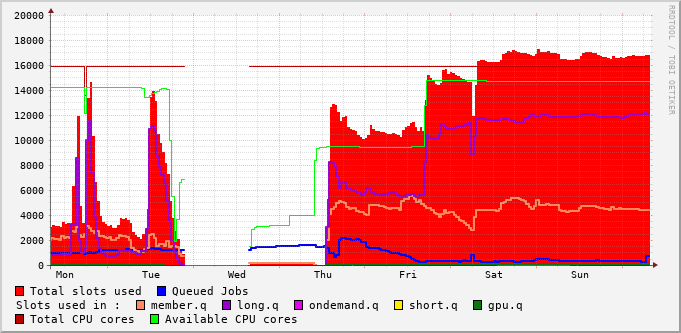 20000
18000
16000
14000
12000
10000
8000
6000
4000
2000
0
Mon Tue Wed Thu Fri Sat Sun
Total slots used Queued Jobs
Slots used in : member.q long.q ondemand.q short.q gpu.q
Total CPU cores Available CPU cores
RRDTOOL / TOBI OETIKER